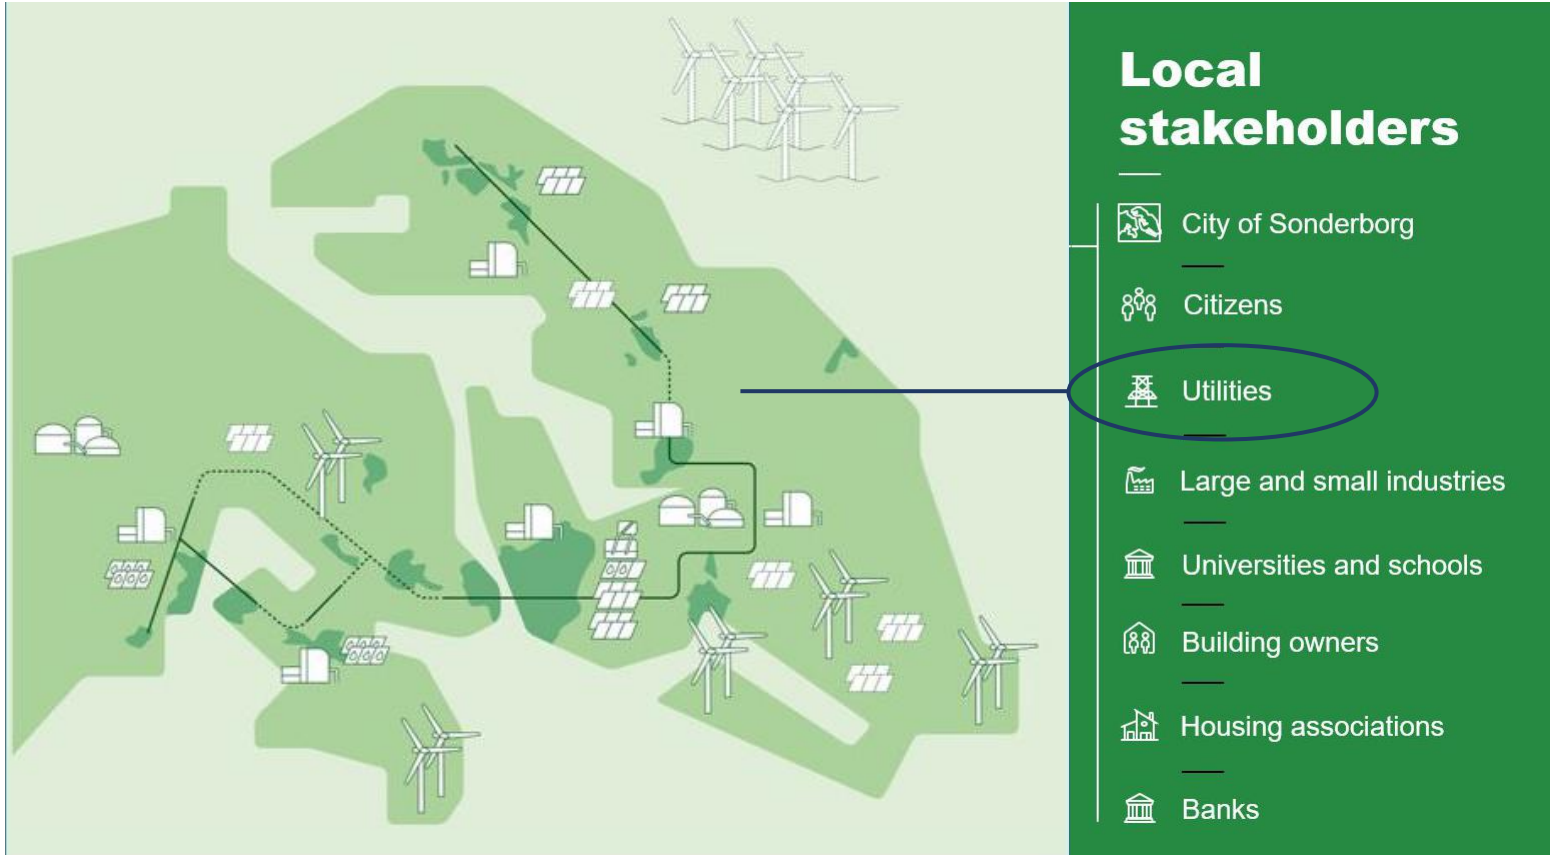 Local
stakeholders
City of Sonderborg
Citizens
Utilities
Large and small industries
Universities and schools
Building owners
Housing associations
Banks